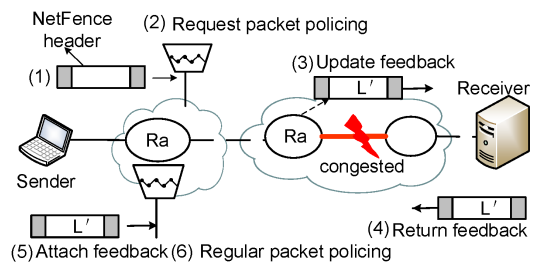 NetFence
header
(1)
(2) Request packet policing
(3) Update feedback
L′
Receiver
Ra
Ra
congested
Sender
L′
(4) Return feedback
L′
(5) Attach feedback
(6) Regular packet policing